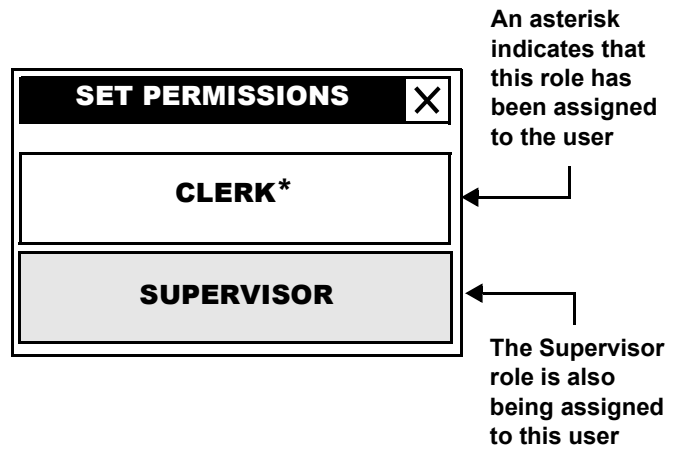 An asterisk
indicates that
this role has
been assigned
to the user
SET PERMISSIONS X
CLERK*
SUPERVISOR
The Supervisor
role is also
being assigned
to this user